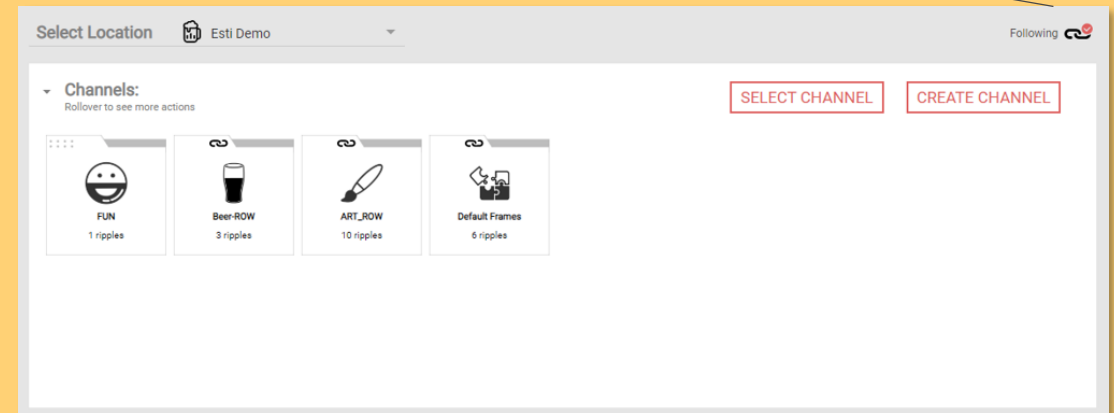 Select Location
Esti Demo
Following
Channels:
Rollover to see more actions
SELECT CHANNEL
CREATE CHANNEL
FUN
1 ripples
Beer-ROW
3 ripples
ART_ROW
10 ripples
Default Frames
6 ripples